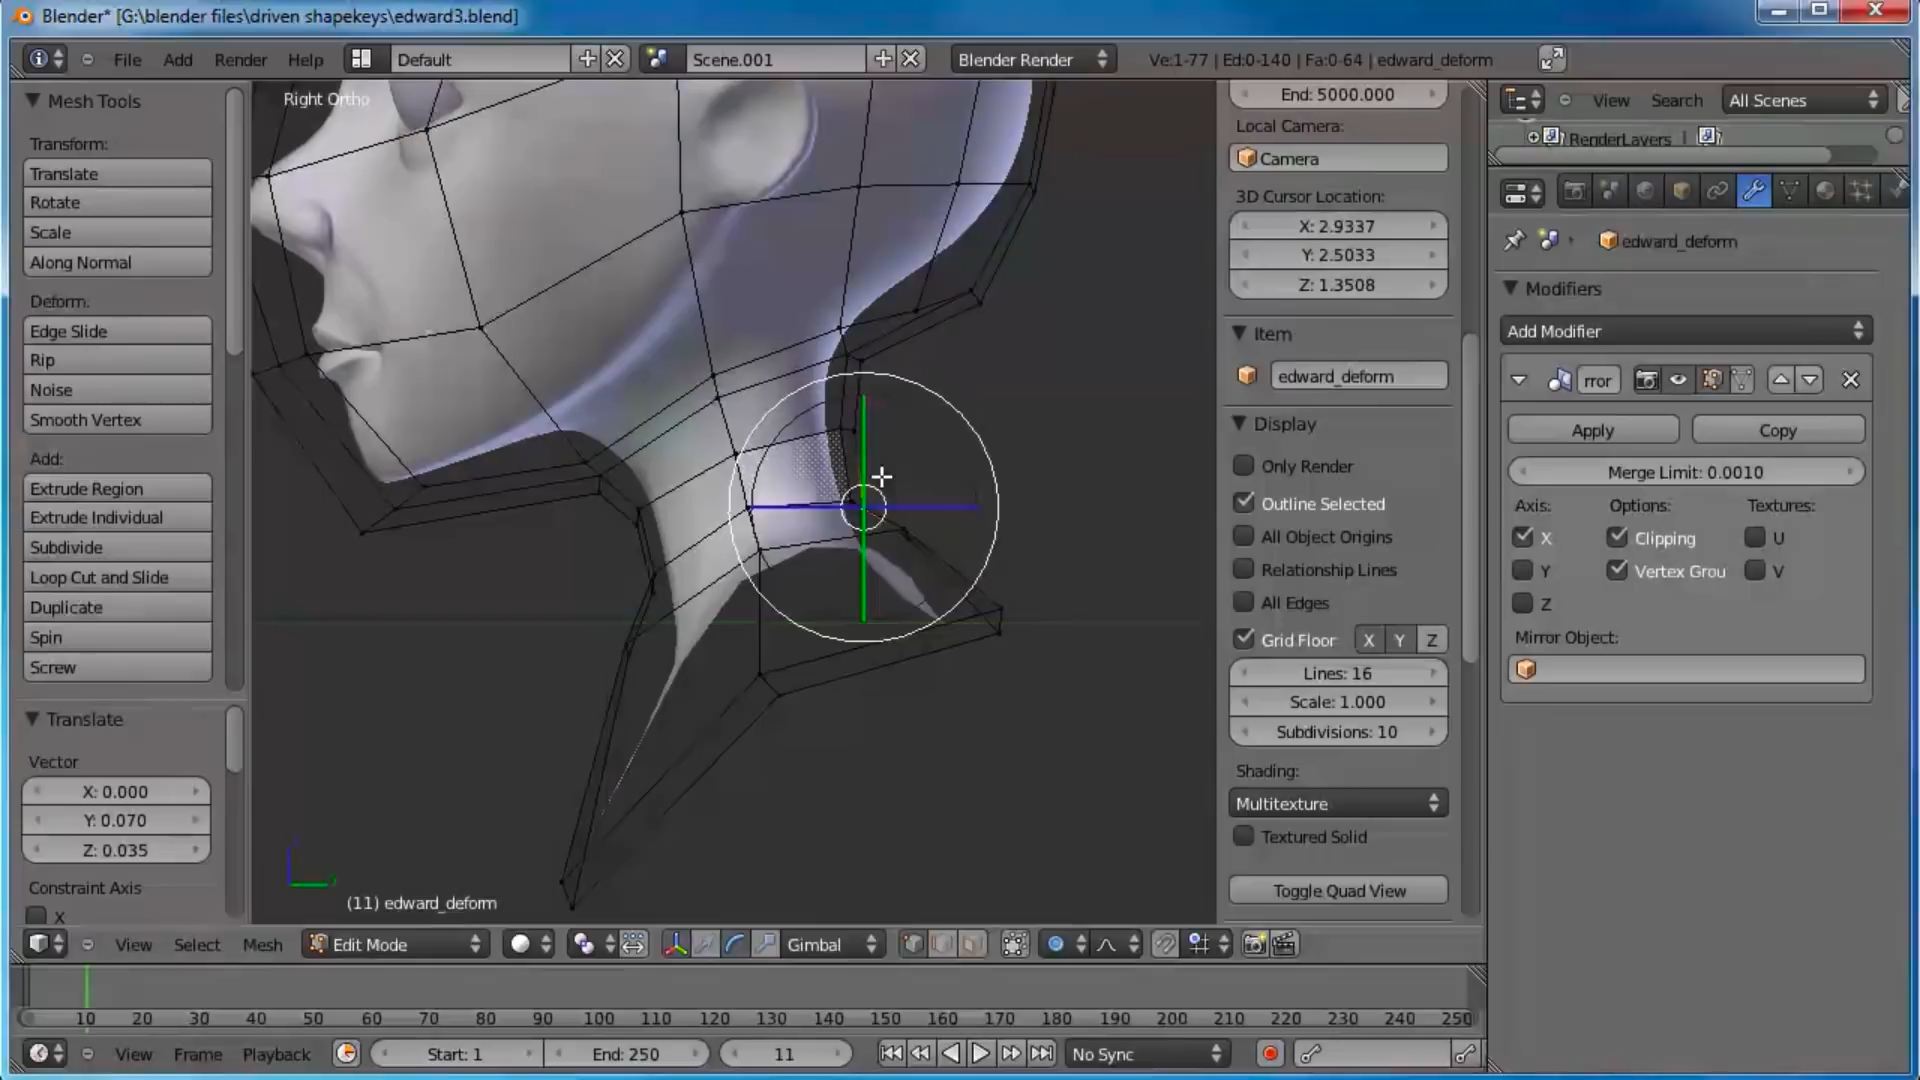 Blender* [G:\blender files\driven shapekeys\edward3.blend]
File Add Render Help Default Scene.001 Blender Render Ve:1-77 | Ed:0-140 | Fa:0-64 | edward_deform
Mesh Tools
Transform:
Translate
Rotate
Scale
Along Normal
Deform:
Edge Slide
Rip
Noise
Smooth Vertex
Add:
Extrude Region
Extrude Individual
Subdivide
Loop Cut and Slide
Duplicate
Spin
Screw
Translate
Vector
X: 0.000
Y: 0.070
Z: 0.035
Constraint Axis
X
Right Ortho
(11) edward_deform
End: 5000.000
Local Camera:
Camera
3D Cursor Location:
X: 2.9337
Y: 2.5033
Z: 1.3508
Item
edward_deform
Display
Only Render
Outline Selected
All Object Origins
Relationship Lines
All Edges
Grid Floor X Y Z
Lines: 16
Scale: 1.000
Subdivisions: 10
Shading:
Multitexture
Textured Solid
Toggle Quad View
View Search All Scenes
RenderLayers |
edward_deform
Modifiers
Add Modifier
rror
Apply Copy
Merge Limit: 0.0010
Axis: Options: Textures:
X Clipping U
Y Vertex Grou V
Z
Mirror Object:
View Select Mesh Edit Mode Gimbal
10 20 30 40 50 60 70 80 90 100 110 120 130 140 150 160 170 180 190 200 210 220 230 240 250
View Frame Playback Start: 1 End: 250 11 No Sync